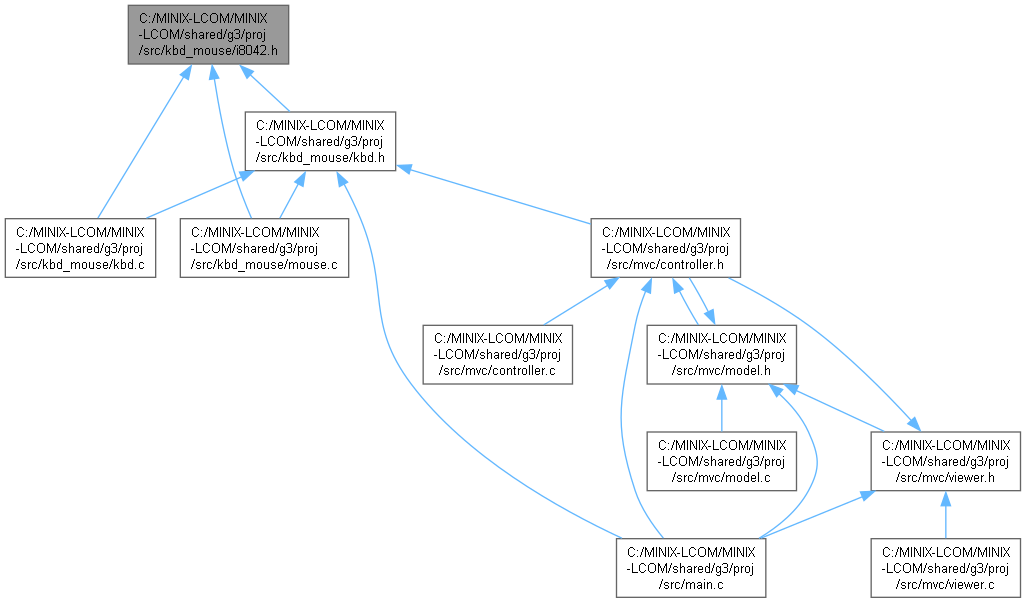 C:/MINIX-LCOM/MINIX
-LCOM/shared/g3/proj
/src/kbd_mouse/i8042.h
C:/MINIX-LCOM/MINIX
-LCOM/shared/g3/proj
/src/kbd_mouse/kbd.h
C:/MINIX-LCOM/MINIX
-LCOM/shared/g3/proj
/src/kbd_mouse/kbd.c
C:/MINIX-LCOM/MINIX
-LCOM/shared/g3/proj
/src/kbd_mouse/mouse.c
C:/MINIX-LCOM/MINIX
-LCOM/shared/g3/proj
/src/mvc/controller.h
C:/MINIX-LCOM/MINIX
-LCOM/shared/g3/proj
/src/mvc/controller.c
C:/MINIX-LCOM/MINIX
-LCOM/shared/g3/proj
/src/mvc/model.h
C:/MINIX-LCOM/MINIX
-LCOM/shared/g3/proj
/src/mvc/model.c
C:/MINIX-LCOM/MINIX
-LCOM/shared/g3/proj
/src/mvc/viewer.h
C:/MINIX-LCOM/MINIX
-LCOM/shared/g3/proj
/src/main.c
C:/MINIX-LCOM/MINIX
-LCOM/shared/g3/proj
/src/mvc/viewer.c